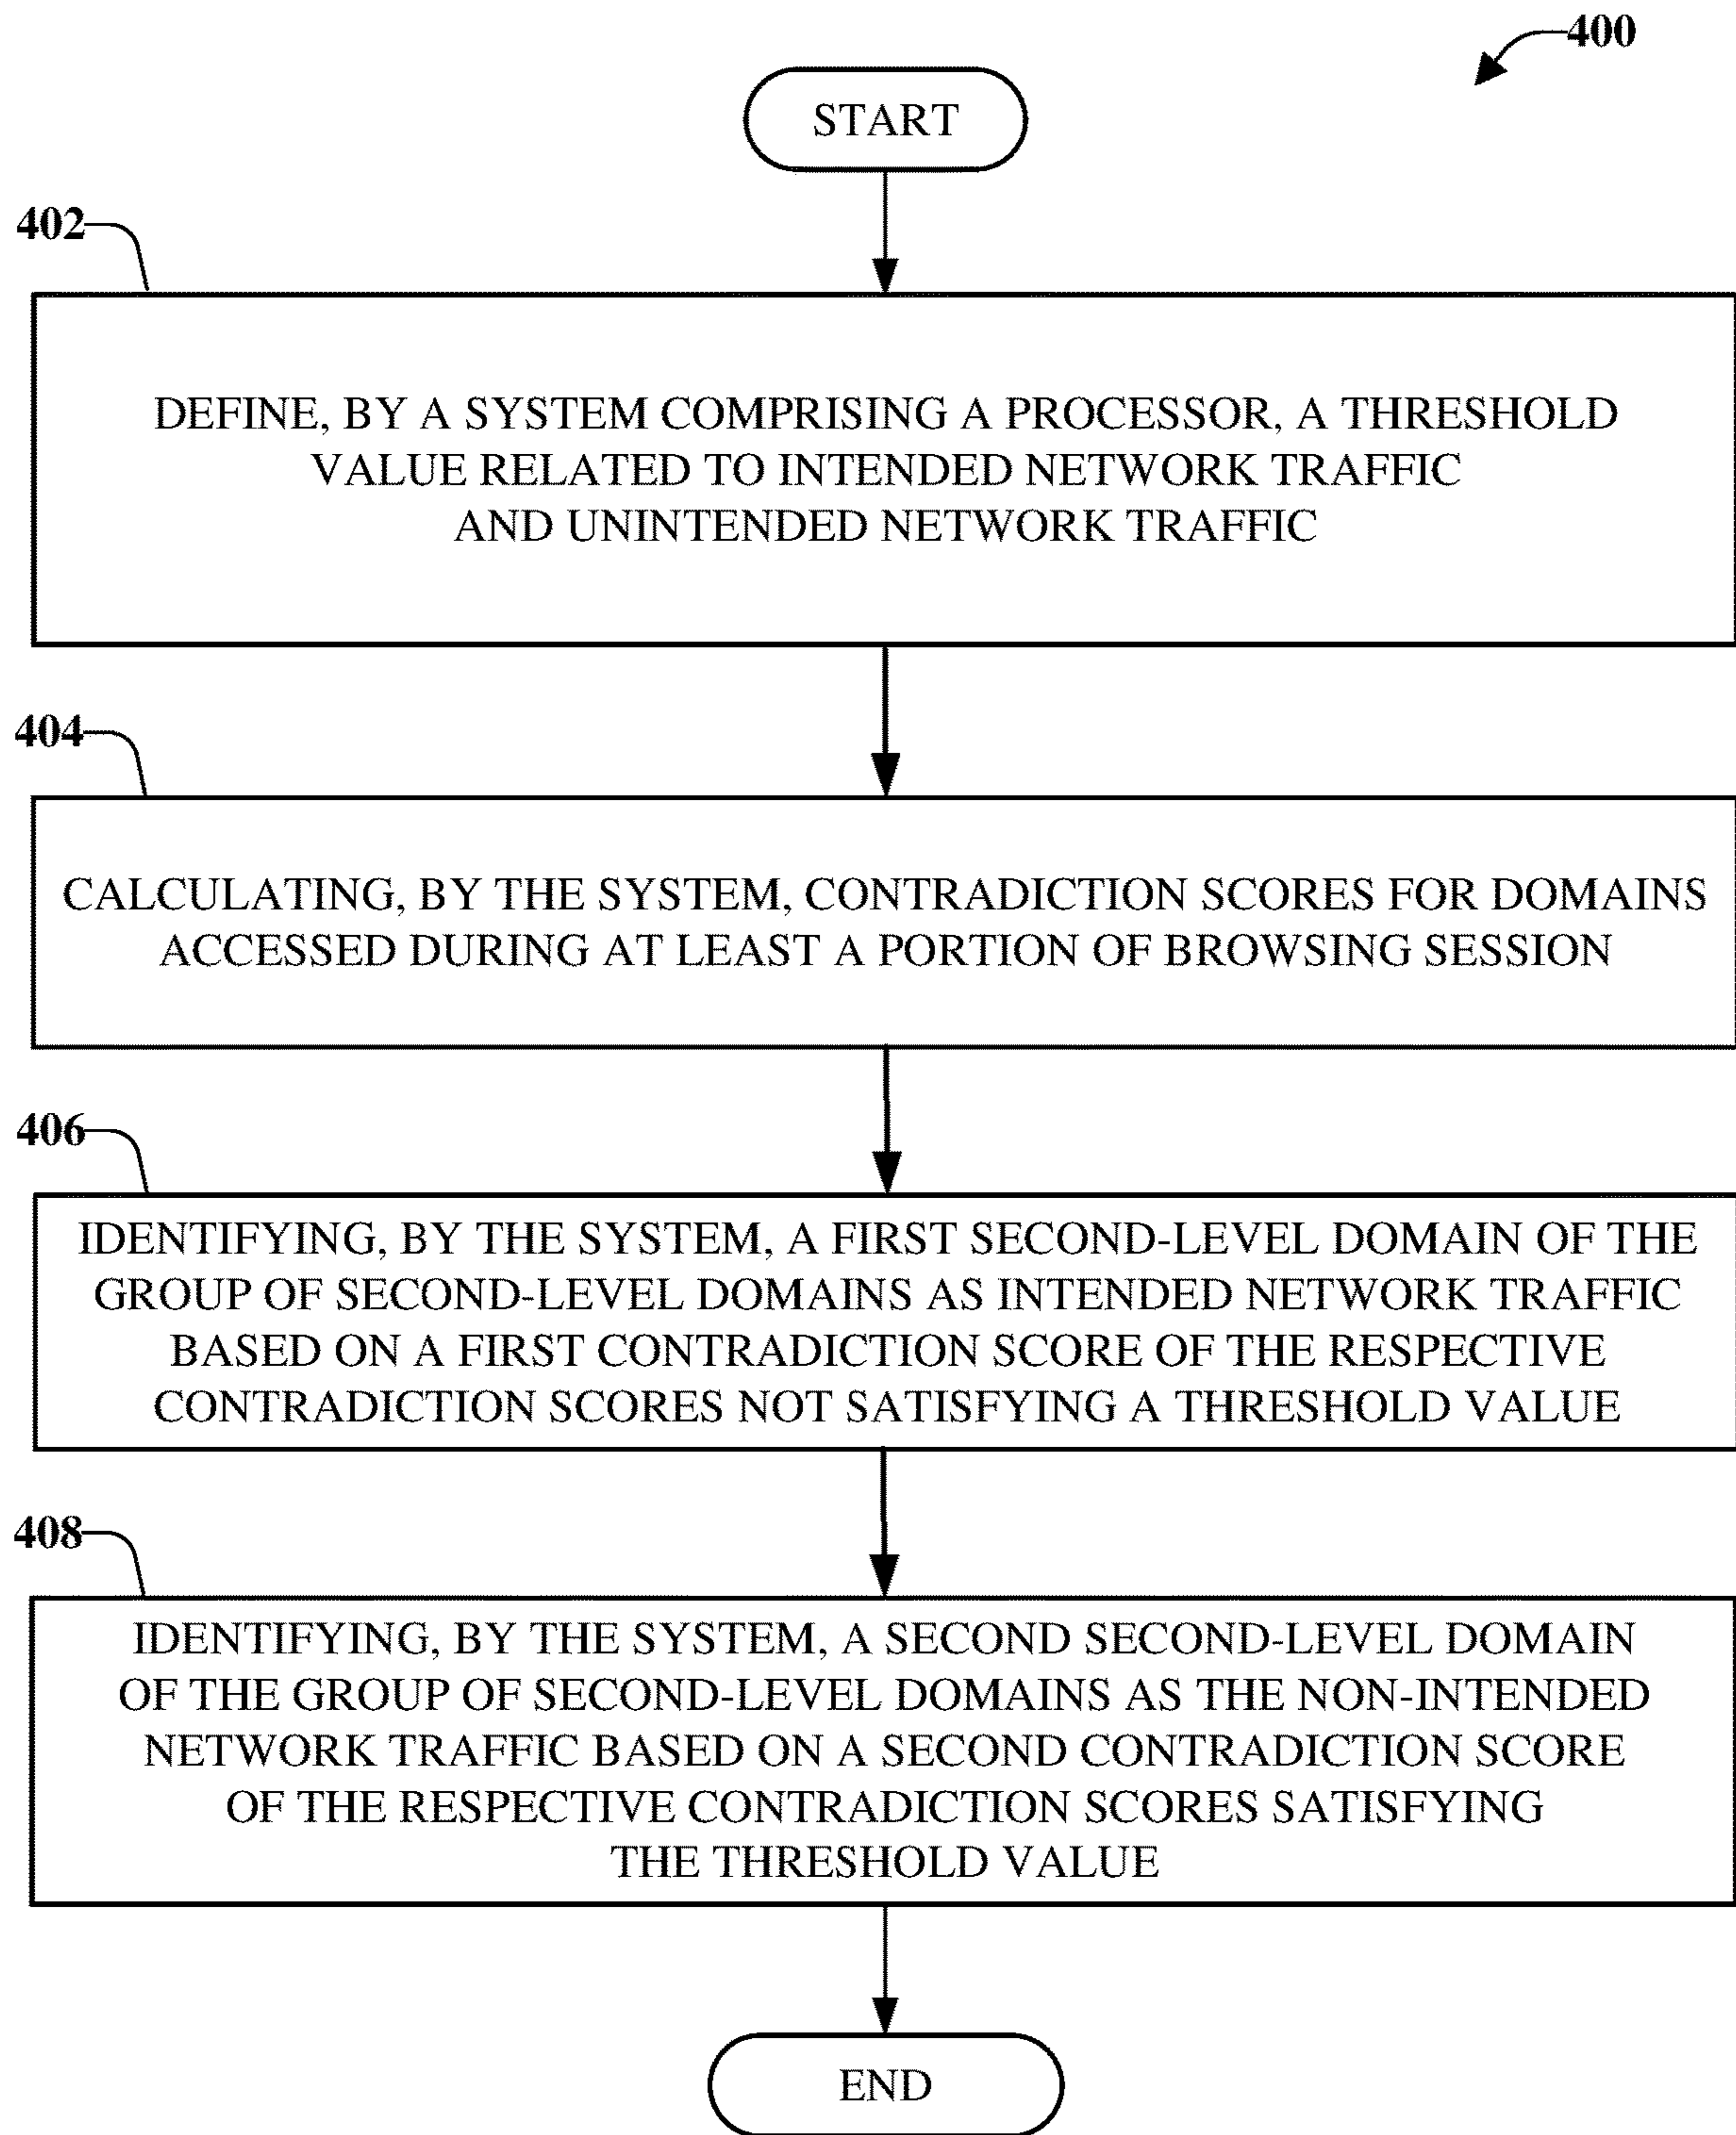 400
START
402
DEFINE, BY A SYSTEM COMPRISING A PROCESSOR, A THRESHOLD
VALUE RELATED TO INTENDED NETWORK TRAFFIC
AND UNINTENDED NETWORK TRAFFIC
404
CALCULATING, BY THE SYSTEM, CONTRADICTION SCORES FOR DOMAINS
ACCESSED DURING AT LEAST A PORTION OF BROWSING SESSION
406
IDENTIFYING, BY THE SYSTEM, A FIRST SECOND-LEVEL DOMAIN OF THE
GROUP OF SECOND-LEVEL DOMAINS AS INTENDED NETWORK TRAFFIC
BASED ON A FIRST CONTRADICTION SCORE OF THE RESPECTIVE
CONTRADICTION SCORES NOT SATISFYING A THRESHOLD VALUE
408
IDENTIFYING, BY THE SYSTEM, A SECOND SECOND-LEVEL DOMAIN
OF THE GROUP OF SECOND-LEVEL DOMAINS AS THE NON-INTENDED
NETWORK TRAFFIC BASED ON A SECOND CONTRADICTION SCORE
OF THE RESPECTIVE CONTRADICTION SCORES SATISFYING
THE THRESHOLD VALUE
END